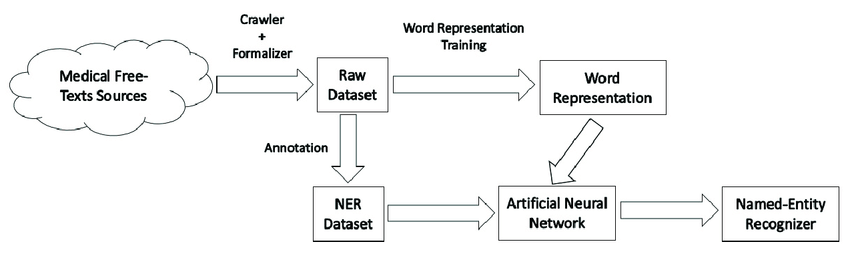 Crawler
+
Formalizer
Word Representation
Training
Medical Free-
Texts Sources
Raw
Dataset
Word
Representation
Annotation
NER
Dataset
Artificial Neural
Network
Named-Entity
Recognizer